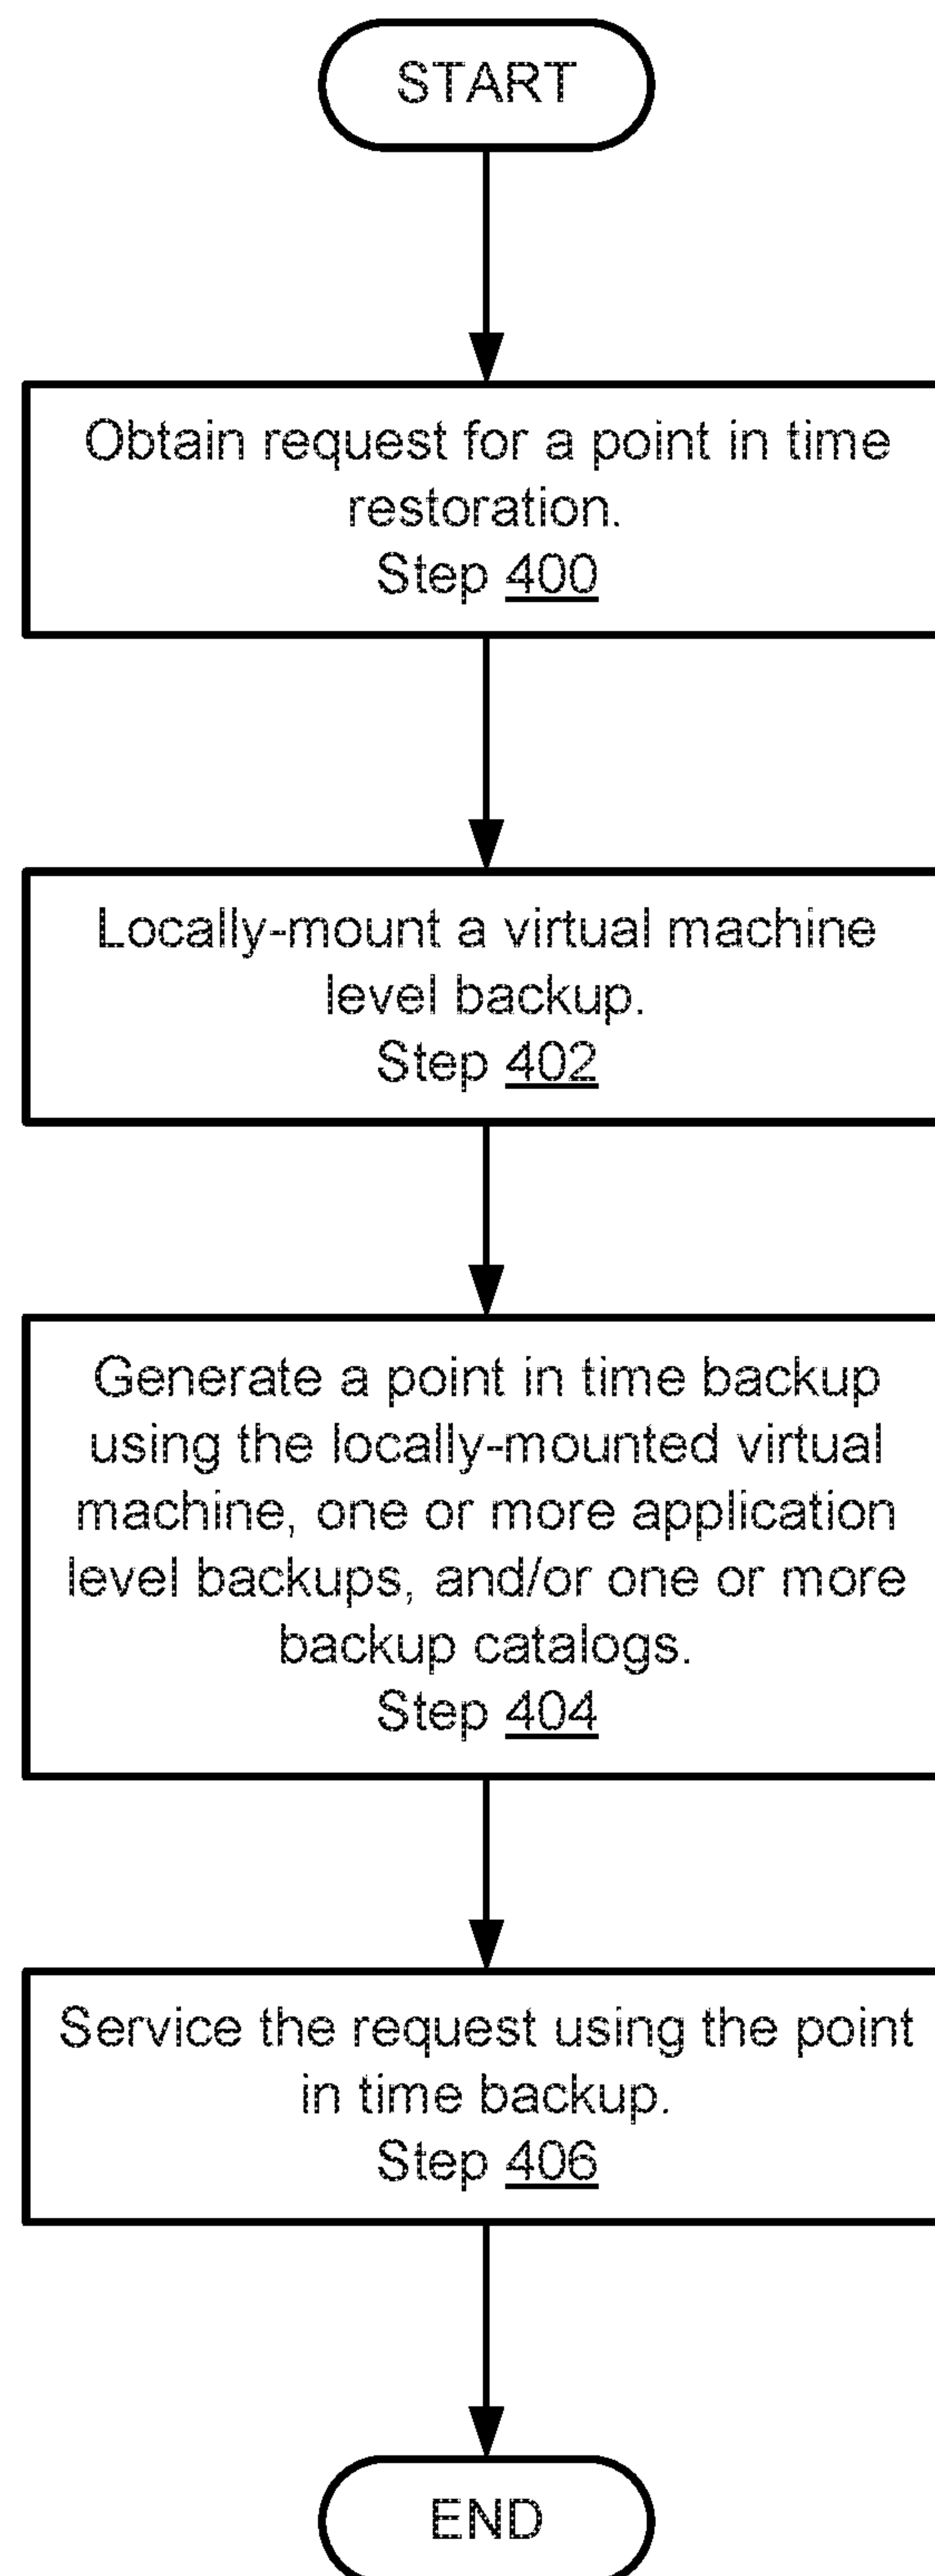 START
Obtain request for a point in time
restoration.
Step 400
Locally-mount a virtual machine
level backup.
Step 402
Generate a point in time backup
using the locally-mounted virtual
machine, one or more application
level backups, and/or one or more
backup catalogs.
Step 404
Service the request using the point
in time backup.
Step 406
END